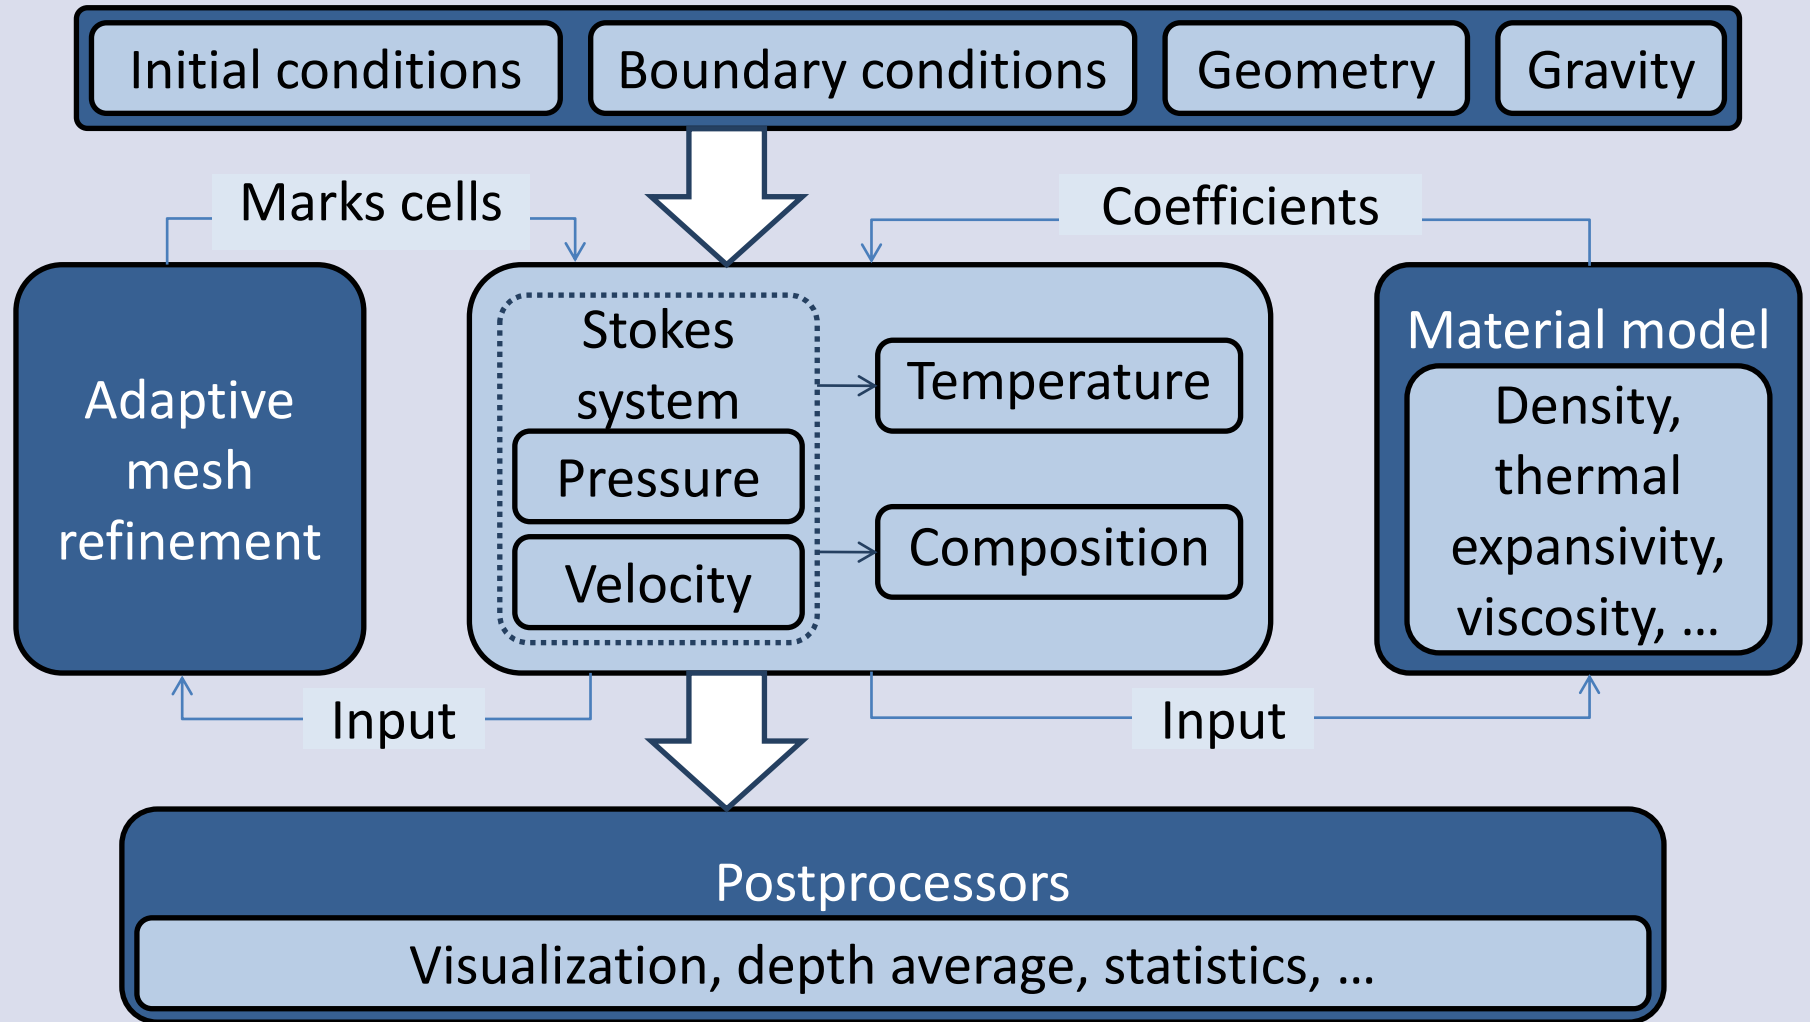 Initial conditions
Boundary conditions
Geometry
Gravity
Marks cells
Coefficients
Adaptive
mesh
refinement
Stokes
system
Pressure
Velocity
Temperature
Composition
Material model
Density,
thermal
expansivity,
viscosity, ...
Input
Input
Postprocessors
Visualization, depth average, statistics, ...